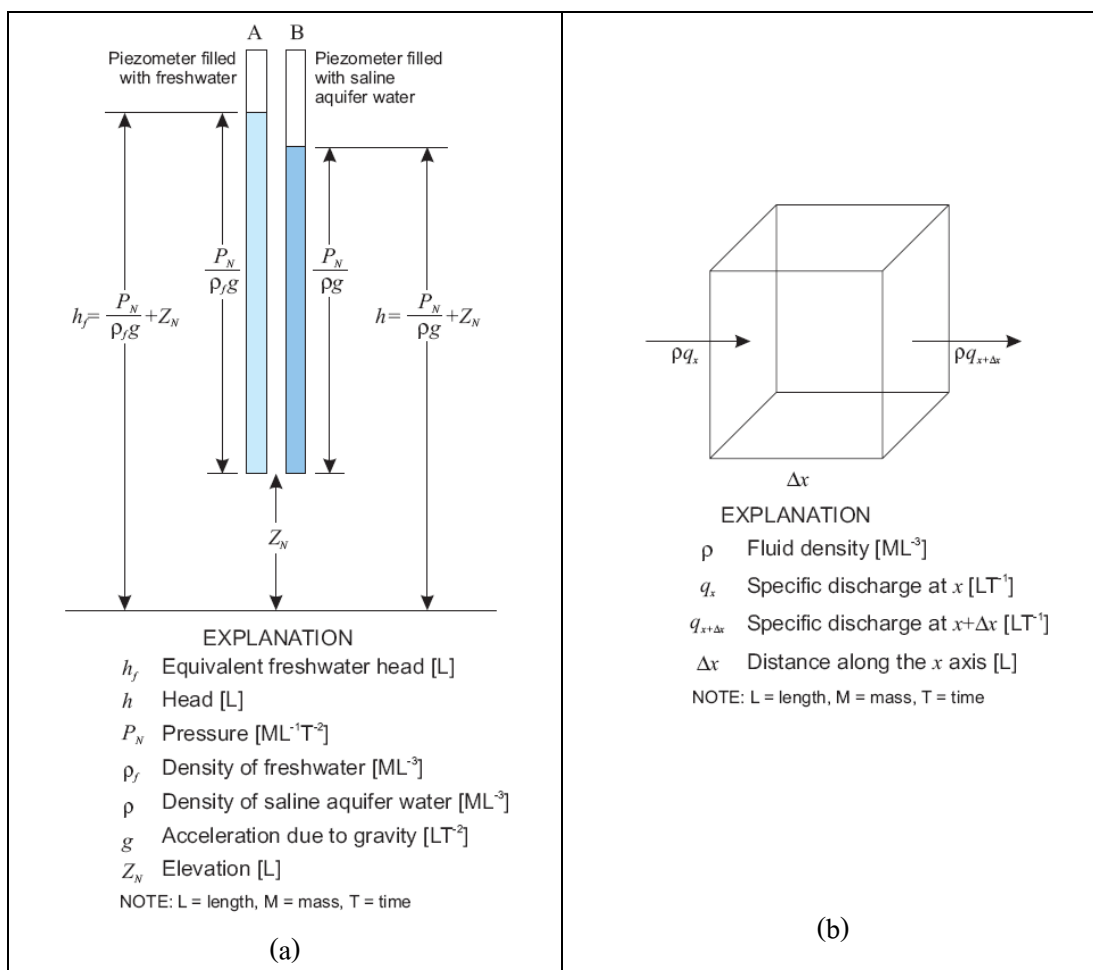 A B
Piezometer filled
with freshwater
Piezometer filled
with saline
aquifer water
P_N
ρ_f g
P_N
ρg
h_f= P_N/ρ_f g +Z_N
h= P_N/ρg +Z_N
Z_N
EXPLANATION
h_f Equivalent freshwater head [L]
h Head [L]
P_N Pressure [ML⁻¹T⁻²]
ρ_f Density of freshwater [ML⁻³]
ρ Density of saline aquifer water [ML⁻³]
g Acceleration due to gravity [LT⁻²]
Z_N Elevation [L]
NOTE: L = length, M = mass, T = time
(a)
ρq_x
ρq_x+Δx
Δx
EXPLANATION
ρ Fluid density [ML⁻³]
q_x Specific discharge at x [LT⁻¹]
q_x+Δx Specific discharge at x+Δx [LT⁻¹]
Δx Distance along the x axis [L]
NOTE: L = length, M = mass, T = time
(b)